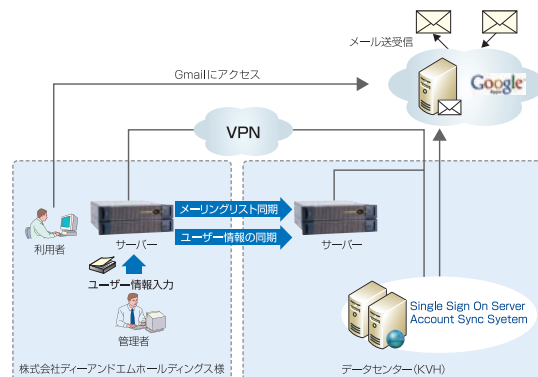 メール送受信
Google
Apps
Gmailにアクセス
VPN
メーリングリスト同期
ユーザー情報の同期
利用者
サーバー
サーバー
ユーザー情報入力
管理者
Single Sign On Server
Account Sync Syetem
株式会社ディーアンドエムホールディングス様
データセンター(KVH)